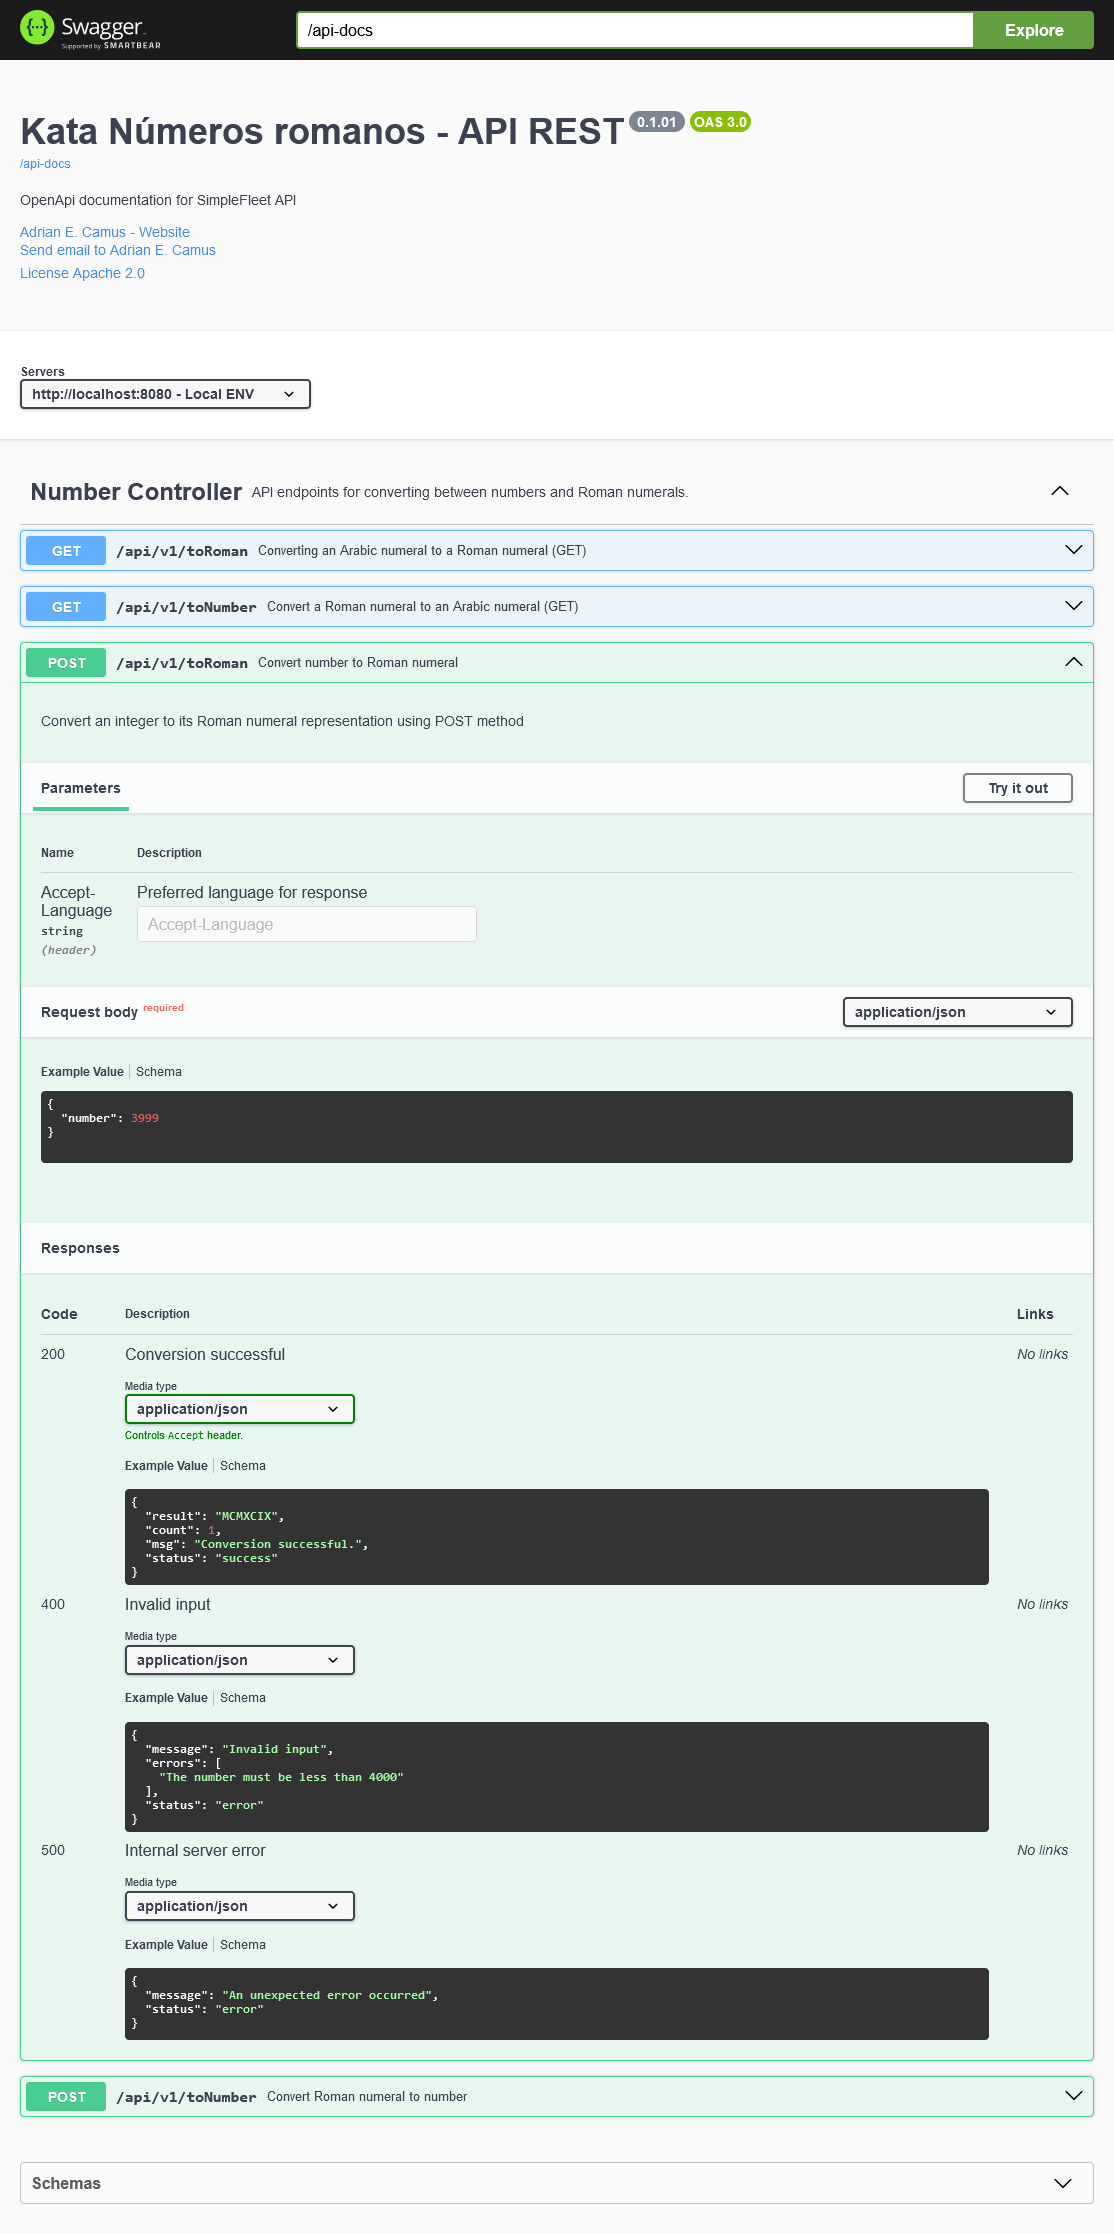 Swagger
Supported by SMARTBEAR
/api-docs
Explore
Kata Números romanos - API REST 0.1.01 OAS 3.0
/api-docs
OpenApi documentation for SimpleFleet API
Adrian E. Camus - Website
Send email to Adrian E. Camus
License Apache 2.0
Servers
http://localhost:8080 - Local ENV
Number Controller API endpoints for converting between numbers and Roman numerals.
GET /api/v1/toRoman Converting an Arabic numeral to a Roman numeral (GET)
GET /api/v1/toNumber Convert a Roman numeral to an Arabic numeral (GET)
POST /api/v1/toRoman Convert number to Roman numeral
Convert an integer to its Roman numeral representation using POST method
Parameters Try it out
Name Description
Accept- Preferred language for response
Language
Accept-Language
string
(header)
Request body required application/json
Example Value Schema
{
"number": 3999
}
Responses
Code Description Links
200 Conversion successful No links
Media type
application/json
Controls Accept header.
Example Value Schema
{
"result": "MCMXCIX",
"count": 1,
"msg": "Conversion successful.",
"status": "success"
}
400 Invalid input No links
Media type
application/json
Example Value Schema
{
"message": "Invalid input",
"errors": [
"The number must be less than 4000"
],
"status": "error"
}
500 Internal server error No links
Media type
application/json
Example Value Schema
{
"message": "An unexpected error occurred",
"status": "error"
}
POST /api/v1/toNumber Convert Roman numeral to number
Schemas